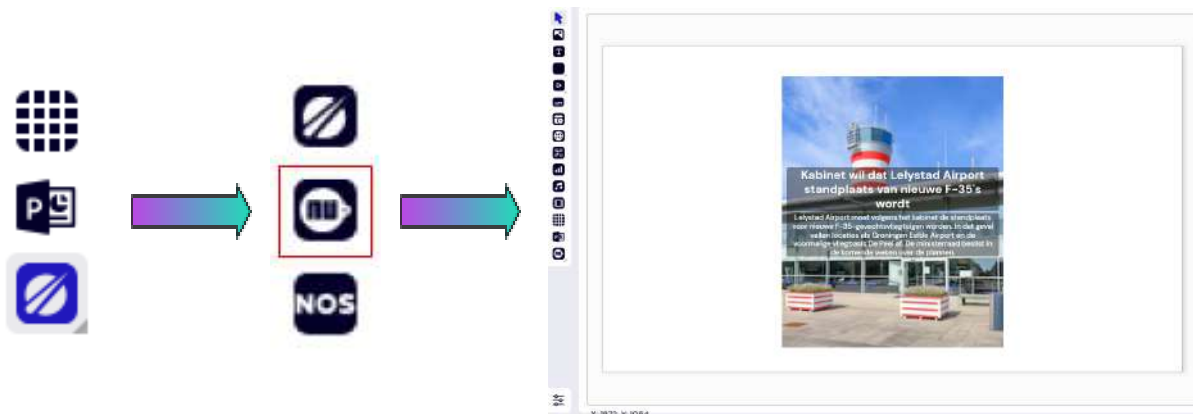 P
nu
NOS
Kabinet wil dat Lelystad Airport
standplaats van nieuwe F-35's
wordt
Lelystad Airport moet volgens het kabinet de standplaats
voor nieuwe F-35-gevechtsvliegtuigen worden. In dat geval
vallen locaties als Groningen Eelde Airport en de
voormalige vliegbasis De Peel af. De ministerraad beslist in
de komende weken over de plannen.